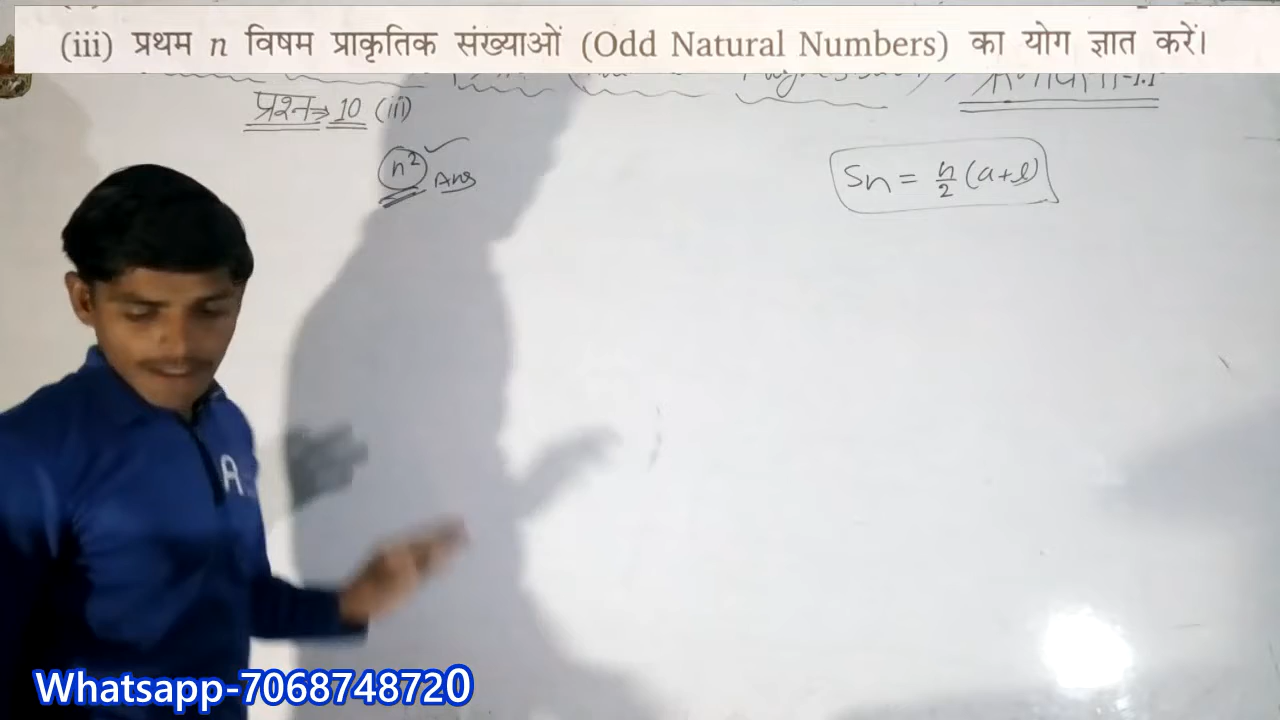 (iii) प्रथम n विषम प्राकृतिक संख्याओं (Odd Natural Numbers) का योग ज्ञात करें।
प्रश्न→ 10 (iii)
n² ✓ Ans
Sn = n/2 (a+l)
A
Whatsapp-7068748720